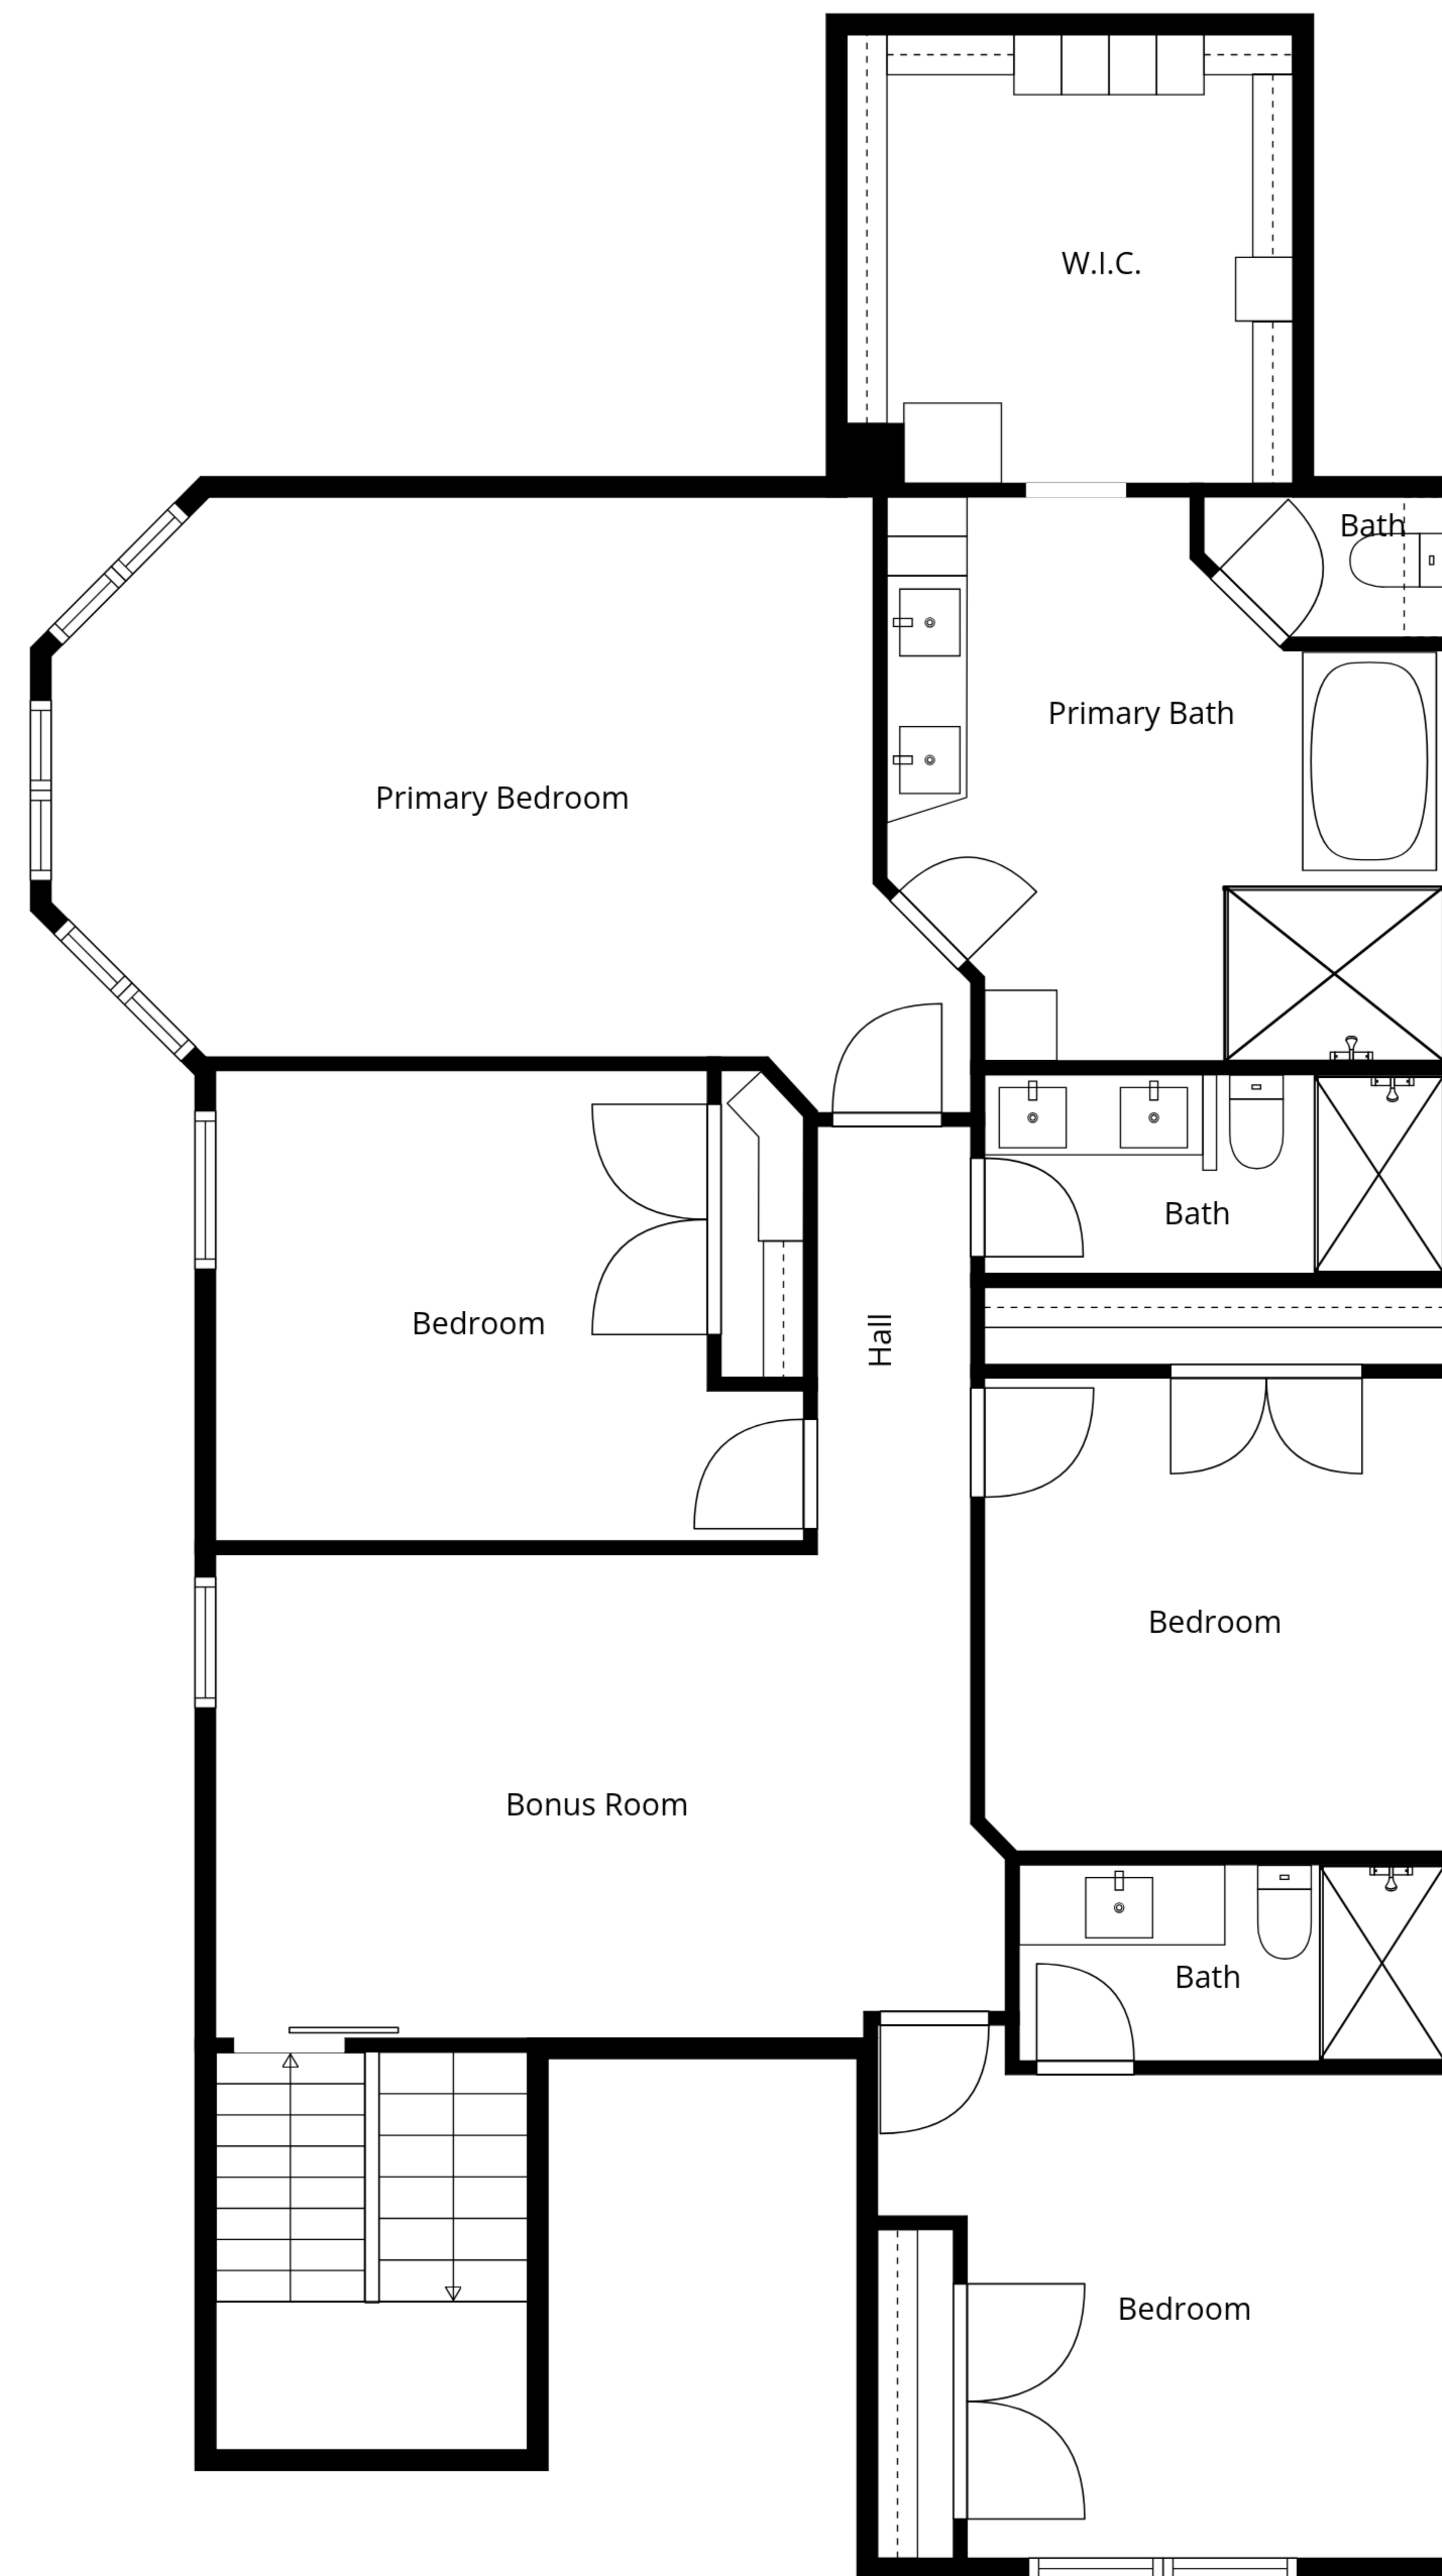 W.I.C.
Bath
Primary Bath
Primary Bedroom
Bath
Bedroom
Hall
Bedroom
Bonus Room
Bath
Bedroom